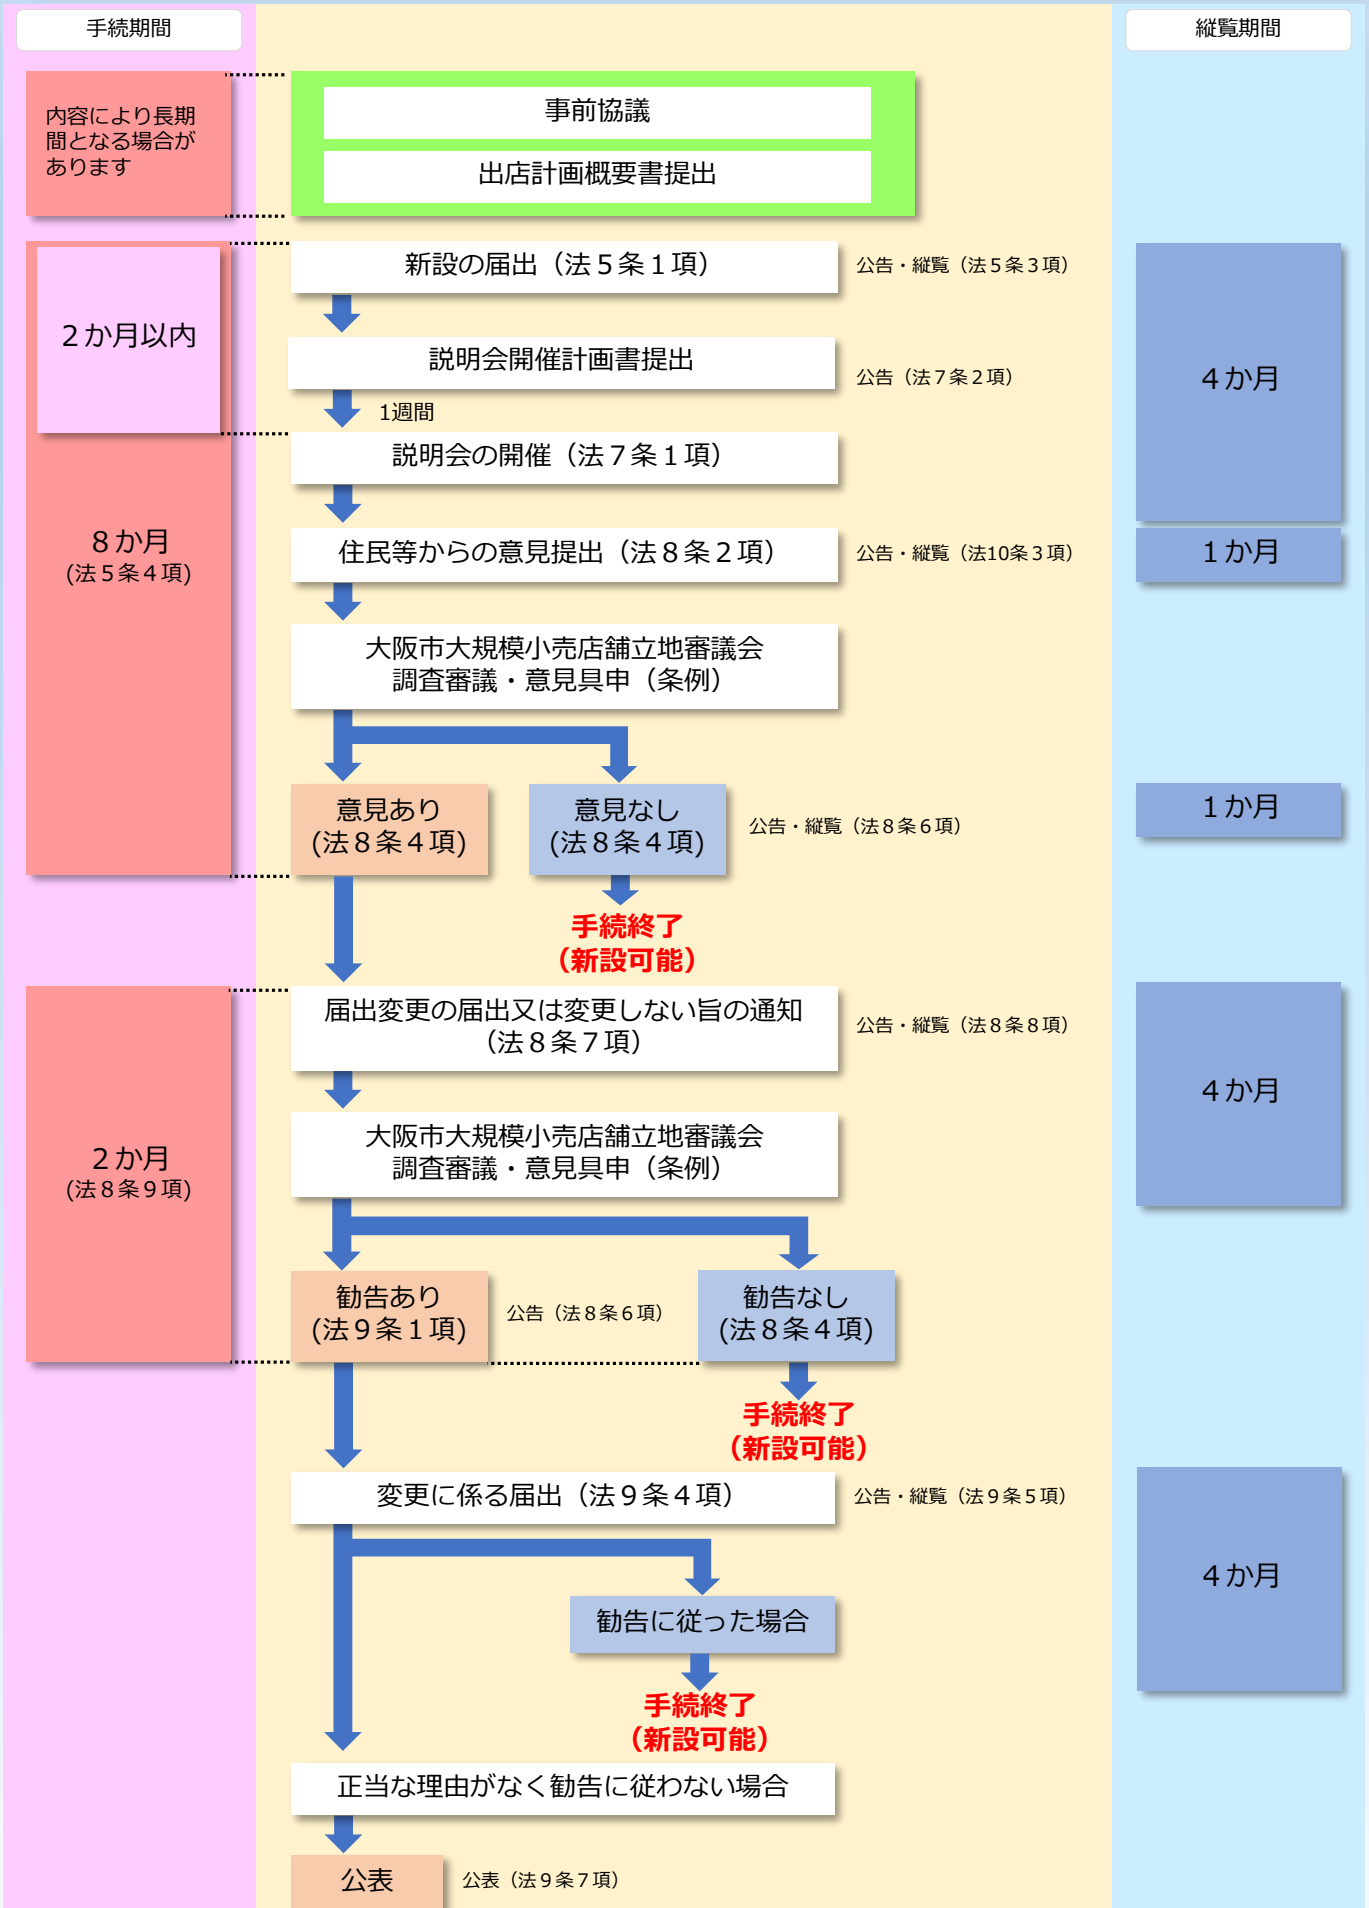 手続期間
縦覧期間
内容により長期
間となる場合が
あります
事前協議
出店計画概要書提出
新設の届出（法５条１項）
公告・縦覧（法５条３項）
２か月以内
説明会開催計画書提出
公告（法７条２項）
４か月
1週間
説明会の開催（法７条１項）
８か月
(法５条４項)
住民等からの意見提出（法８条２項）
公告・縦覧（法10条３項）
１か月
大阪市大規模小売店舗立地審議会
調査審議・意見具申（条例）
意見あり
(法８条４項)
意見なし
(法８条４項)
公告・縦覧（法８条６項）
１か月
手続終了
（新設可能）
届出変更の届出又は変更しない旨の通知
（法８条７項）
公告・縦覧（法８条８項）
４か月
大阪市大規模小売店舗立地審議会
調査審議・意見具申（条例）
２か月
(法８条９項)
勧告あり
(法９条１項)
公告（法８条６項）
勧告なし
(法８条４項)
手続終了
（新設可能）
変更に係る届出（法９条４項）
公告・縦覧（法９条５項）
４か月
勧告に従った場合
手続終了
（新設可能）
正当な理由がなく勧告に従わない場合
公表
公表（法９条７項）